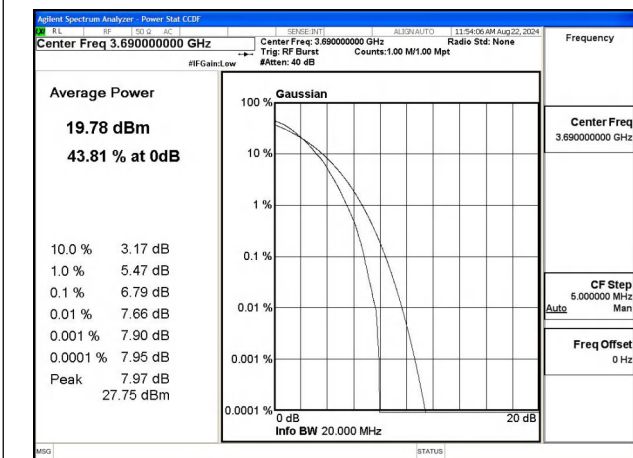 Agilent Spectrum Analyzer - Power Stat CCDF
RL RF 50 Ω AC SENSE:INT ALIGN AUTO 11:54:06 AM Aug 22, 2024
Center Freq 3.690000000 GHz
Center Freq: 3.690000000 GHz Radio Std: None
Trig: RF Burst Counts:1.00 M/1.00 Mpt
#IFGain:Low #Atten: 40 dB
Frequency
Average Power
19.78 dBm
43.81 % at 0dB
10.0 % 3.17 dB
1.0 % 5.47 dB
0.1 % 6.79 dB
0.01 % 7.66 dB
0.001 % 7.90 dB
0.0001 % 7.95 dB
Peak 7.97 dB
27.75 dBm
Gaussian
100 %
10 %
1 %
0.1 %
0.01 %
0.001 %
0.0001 %
0 dB 20 dB
Info BW 20.000 MHz
Center Freq
3.690000000 GHz
CF Step
5.000000 MHz
Auto Man
Freq Offset
0 Hz
MSG STATUS